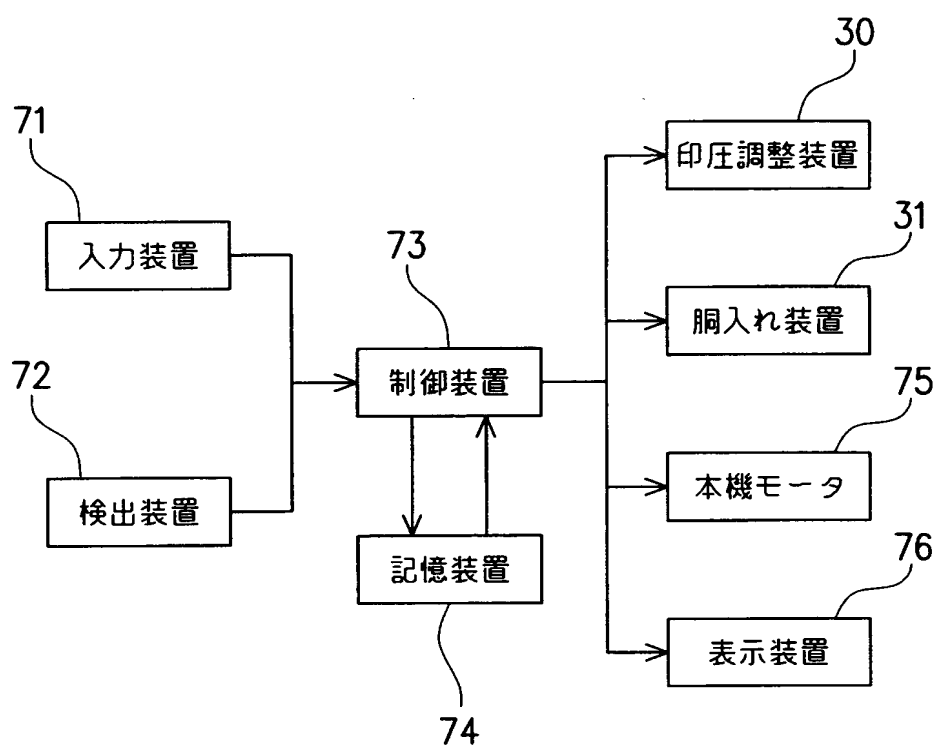 30
印圧調整装置
71
入力装置
31
胴入れ装置
73
制御装置
72
検出装置
75
本機モータ
記憶装置
74
76
表示装置